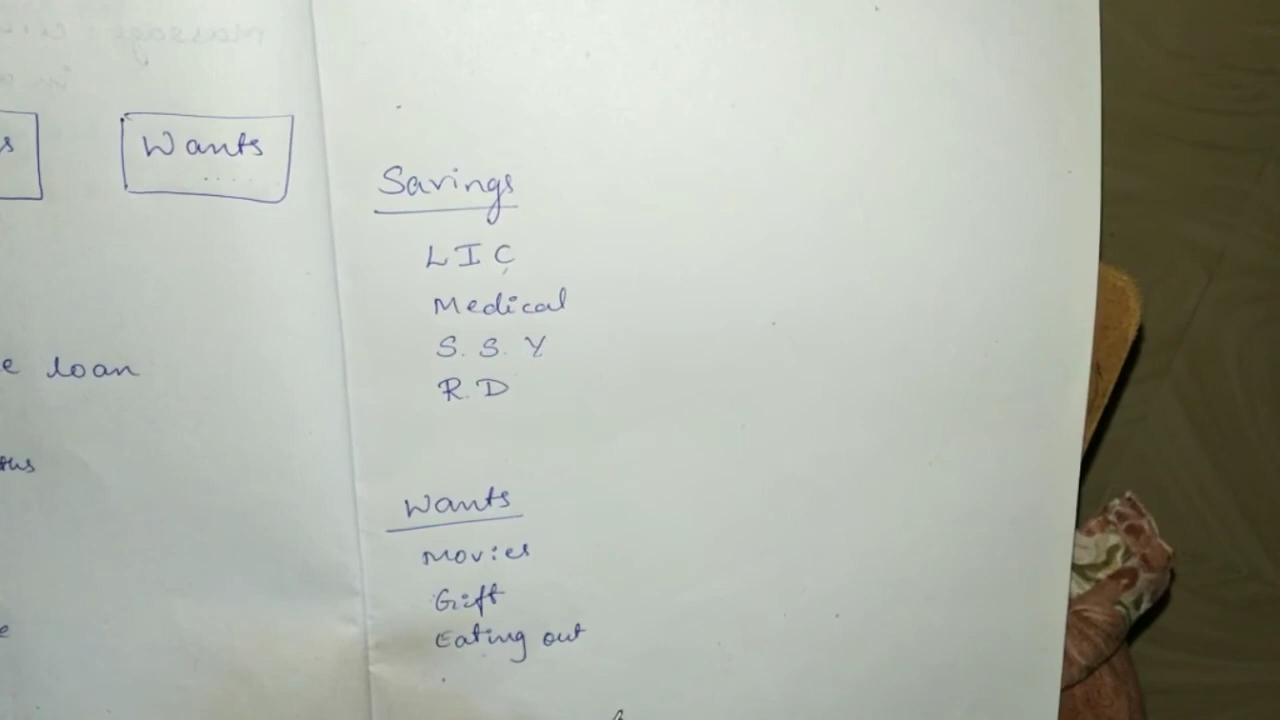 Wants
Savings
LIC
Medical
S. S. Y
R. D
loan
Wants
Movies
Gift
Eating out